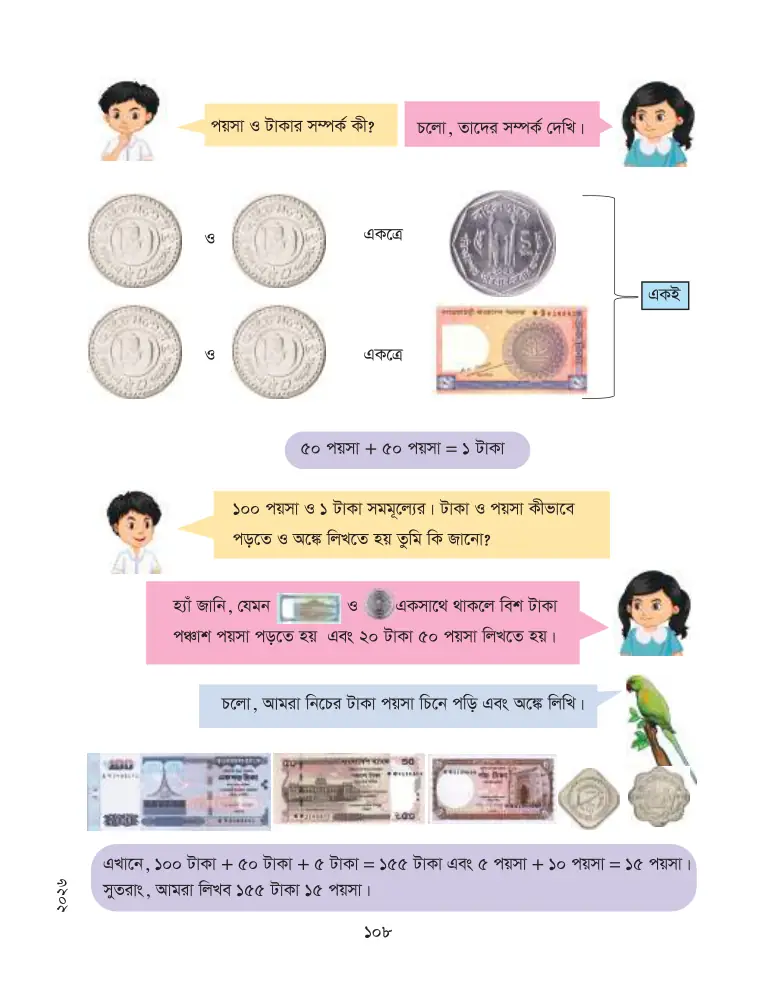 পয়সা ও টাকার সম্পর্ক কী?
চলো, তাদের সম্পর্ক দেখি।
ও
একত্রে
ও
একত্রে
একই
৫০ পয়সা + ৫০ পয়সা = ১ টাকা
১০০ পয়সা ও ১ টাকা সমমূল্যের। টাকা ও পয়সা কীভাবে
পড়তে ও অঙ্কে লিখতে হয় তুমি কি জানো?
হ্যাঁ জানি, যেমন ও একসাথে থাকলে বিশ টাকা
পঞ্চাশ পয়সা পড়তে হয় এবং ২০ টাকা ৫০ পয়সা লিখতে হয়।
চলো, আমরা নিচের টাকা পয়সা চিনে পড়ি এবং অঙ্কে লিখি।
এখানে, ১০০ টাকা + ৫০ টাকা + ৫ টাকা = ১৫৫ টাকা এবং ৫ পয়সা + ১০ পয়সা = ১৫ পয়সা।
সুতরাং, আমরা লিখব ১৫৫ টাকা ১৫ পয়সা।
২০২৬
১০৮